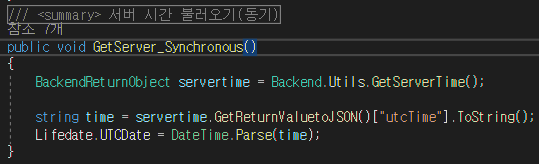 /// <summary> 서버 시간 불러오기(동기)
참조 7개
public void GetServer_Synchronous()
{
BackendReturnObject servertime = Backend.Utils.GetServerTime();
string time = servertime.GetReturnValuetoJSON()["utcTime"].ToString();
Lifedate.UTCDate = DateTime.Parse(time);
}